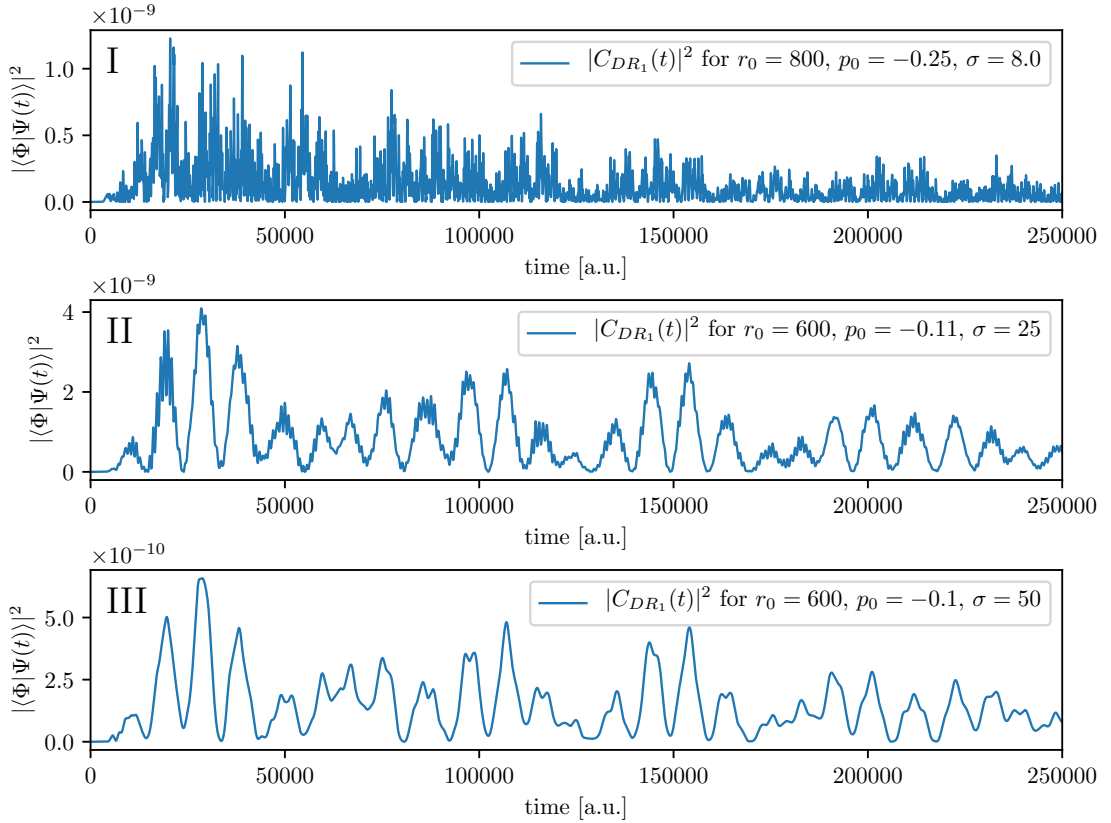 ×10⁻⁹
I
|C_{DR₁}(t)|² for r₀ = 800, p₀ = −0.25, σ = 8.0
|⟨Φ|Ψ(t)⟩|²
1.0
0.5
0.0
0 50000 100000 150000 200000 250000
time [a.u.]
×10⁻⁹
II
|C_{DR₁}(t)|² for r₀ = 600, p₀ = −0.11, σ = 25
|⟨Φ|Ψ(t)⟩|²
4
2
0
0 50000 100000 150000 200000 250000
time [a.u.]
×10⁻¹⁰
III
|C_{DR₁}(t)|² for r₀ = 600, p₀ = −0.1, σ = 50
|⟨Φ|Ψ(t)⟩|²
5.0
2.5
0.0
0 50000 100000 150000 200000 250000
time [a.u.]